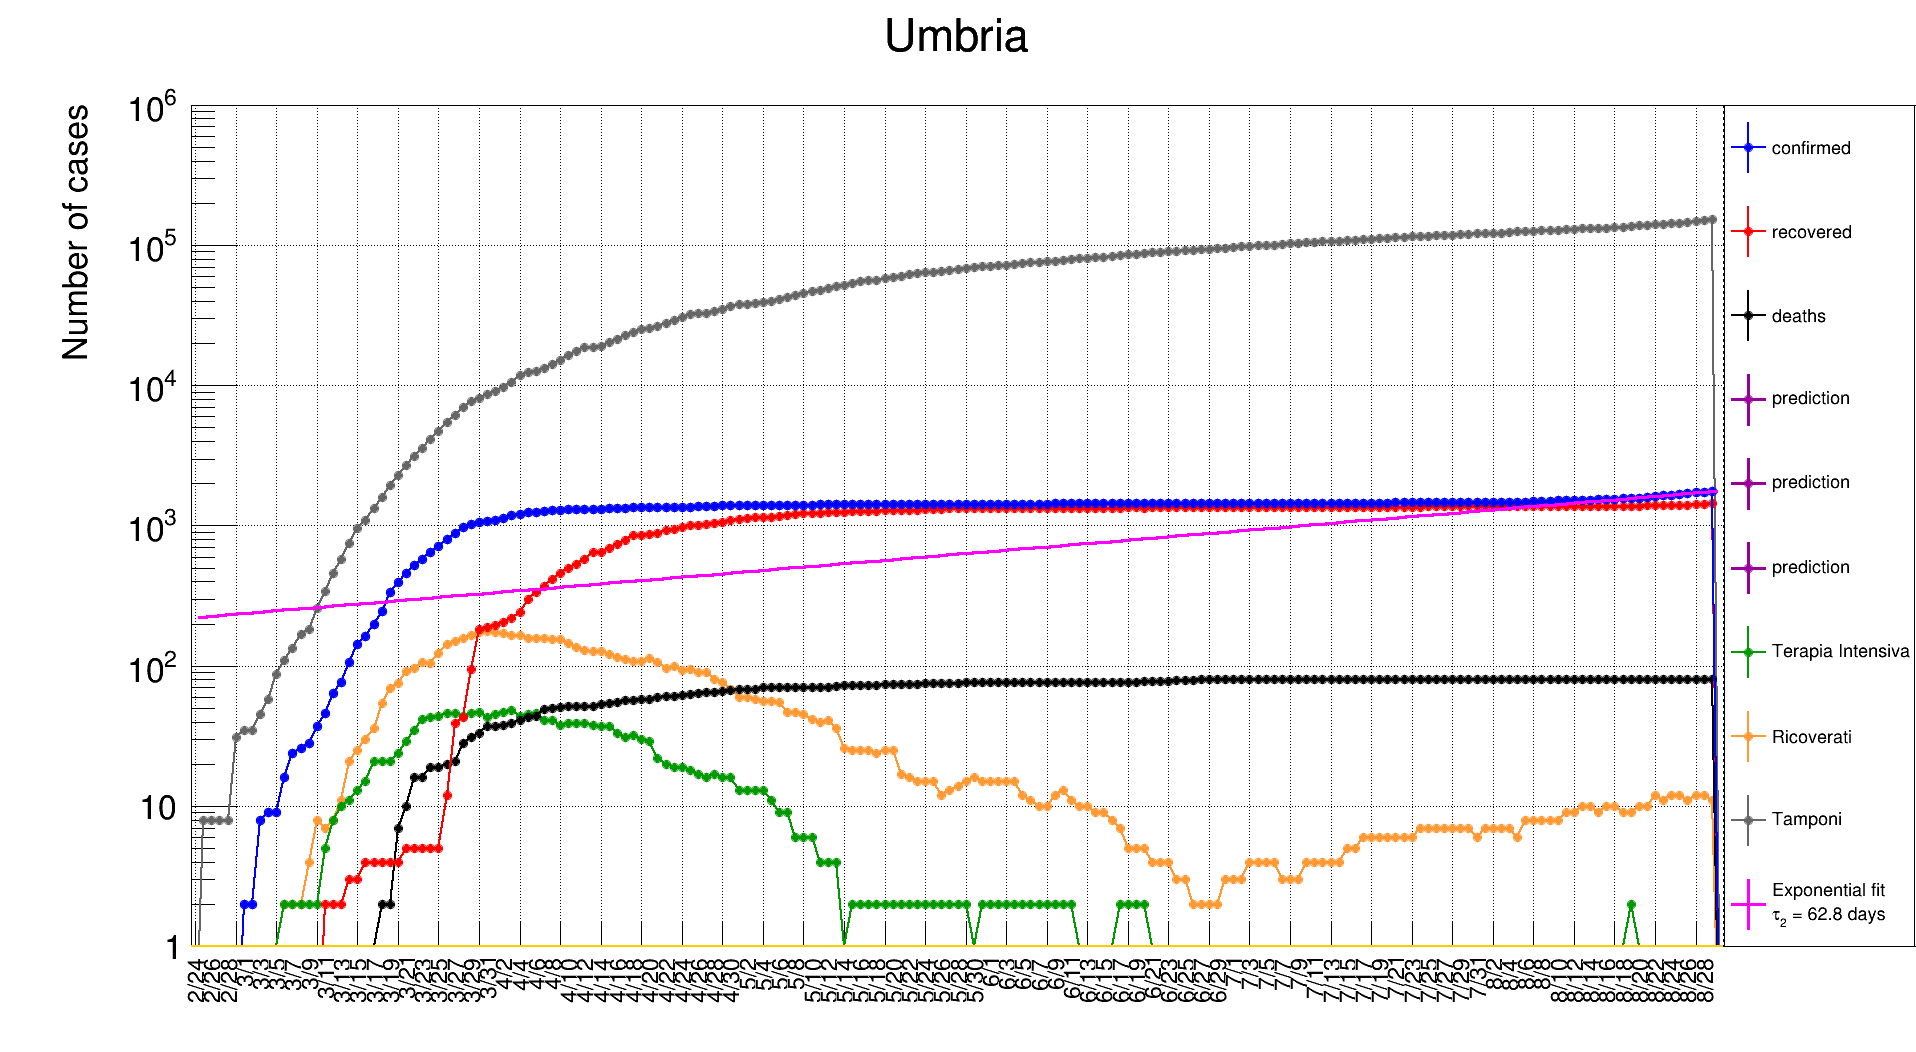 Umbria
Number of cases
10^6
10^5
10^4
10^3
10^2
10
1
2/24 2/26 2/28 3/1 3/3 3/5 3/7 3/9 3/11 3/13 3/15 3/17 3/19 3/21 3/23 3/25 3/27 3/29 3/31 4/2 4/4 4/6 4/8 4/10 4/12 4/14 4/16 4/18 4/20 4/22 4/24 4/26 4/28 4/30 5/2 5/4 5/6 5/8 5/10 5/12 5/14 5/16 5/18 5/20 5/22 5/24 5/26 5/28 5/30 6/1 6/3 6/5 6/7 6/9 6/11 6/13 6/15 6/17 6/19 6/21 6/23 6/25 6/27 6/29 7/1 7/3 7/5 7/7 7/9 7/11 7/13 7/15 7/17 7/19 7/21 7/23 7/25 7/27 7/29 7/31 8/2 8/4 8/6 8/8 8/10 8/12 8/14 8/16 8/18 8/20 8/22 8/24 8/26 8/28
confirmed
recovered
deaths
prediction
prediction
prediction
Terapia Intensiva
Ricoverati
Tamponi
Exponential fit
τ₂ = 62.8 days